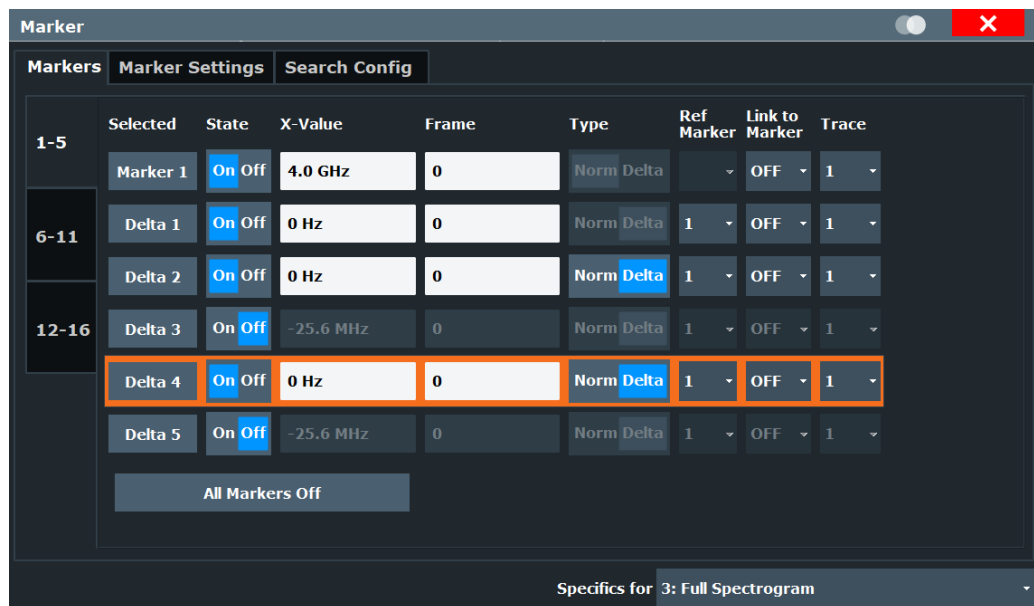 Marker
Markers Marker Settings Search Config
1-5
6-11
12-16
Selected State X-Value Frame Type Ref Marker Link to Marker Trace
Marker 1 On Off 4.0 GHz 0 Norm Delta OFF 1
Delta 1 On Off 0 Hz 0 Norm Delta 1 OFF 1
Delta 2 On Off 0 Hz 0 Norm Delta 1 OFF 1
Delta 3 On Off -25.6 MHz 0 Norm Delta 1 OFF 1
Delta 4 On Off 0 Hz 0 Norm Delta 1 OFF 1
Delta 5 On Off -25.6 MHz 0 Norm Delta 1 OFF 1
All Markers Off
Specifics for 3: Full Spectrogram